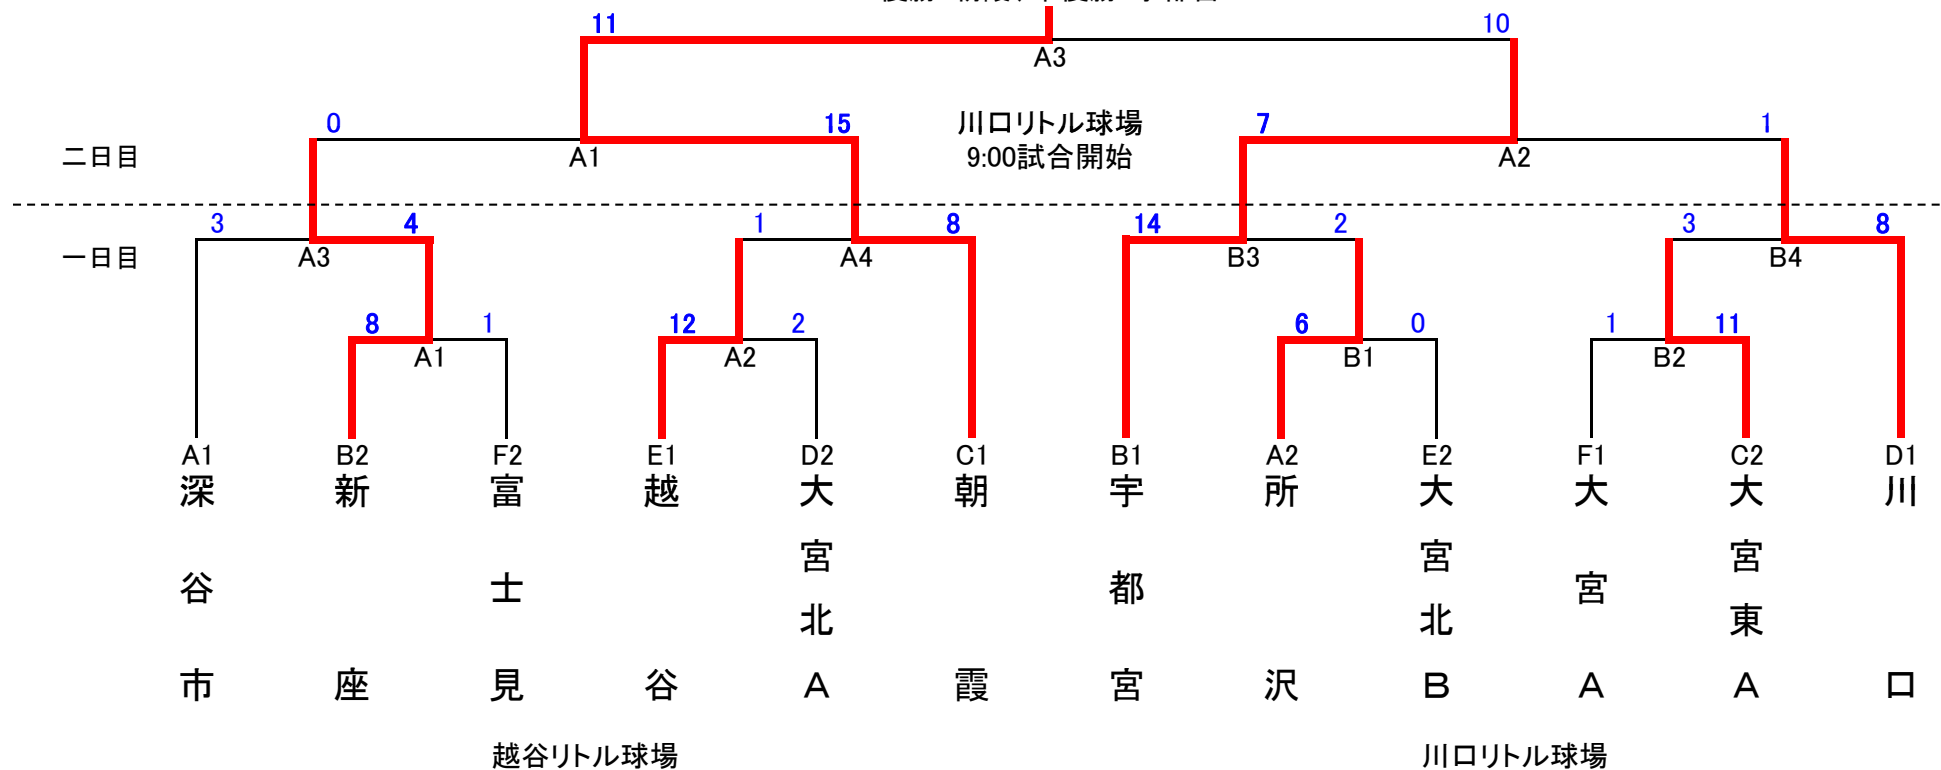 11 10
A3
0 15 川口リトル球場 7 1
二日目 A1 9:00試合開始 A2
3 4 1 8 14 2 3 8
一日目 A3 A4 B3 B4
8 1 12 2 6 0 1 11
A1 A2 B1 B2
A1 B2 F2 E1 D2 C1 B1 A2 E2 F1 C2 D1
深谷市
新座
富士見
越谷
大宮北A
朝霞
宇都宮
所沢
大宮北B
大宮A
大宮東A
川口
越谷リトル球場 川口リトル球場